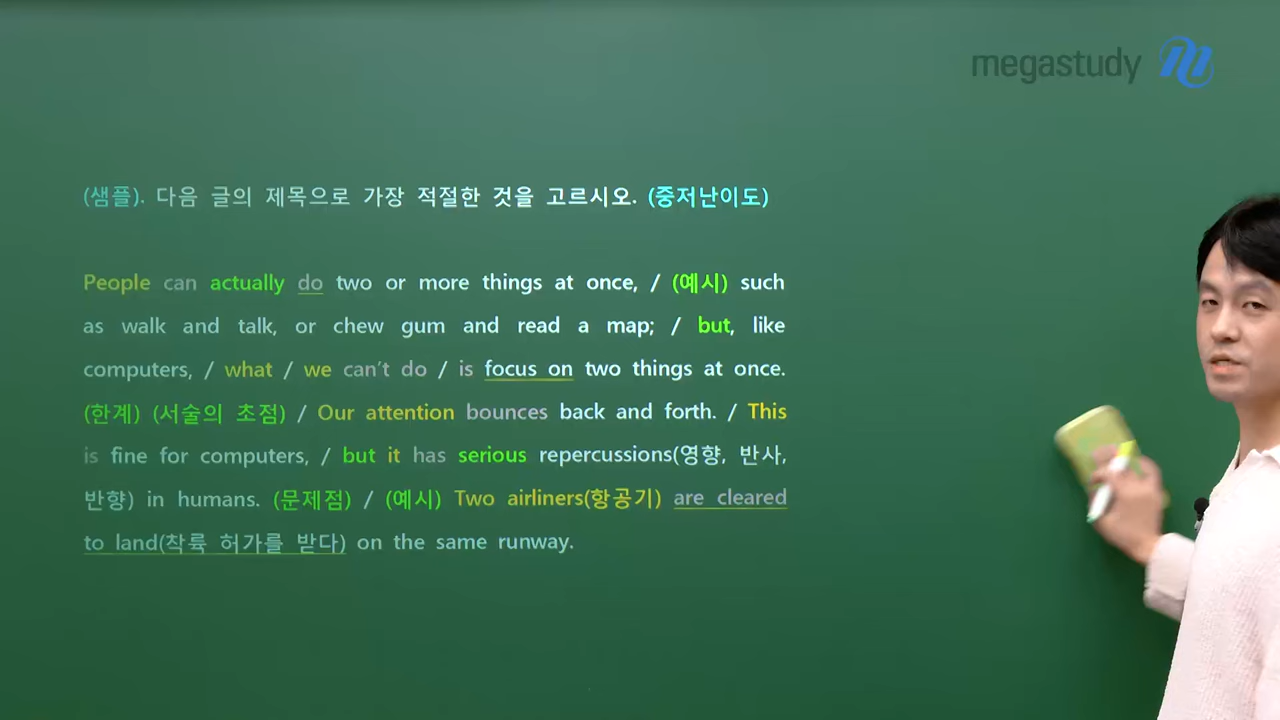 megastudy
(샘플). 다음 글의 제목으로 가장 적절한 것을 고르시오. (중저난이도)
People can actually do two or more things at once, / (예시) such
as walk and talk, or chew gum and read a map; / but, like
computers, / what / we can't do / is focus on two things at once.
(한계) (서술의 초점) / Our attention bounces back and forth. / This
is fine for computers, / but it has serious repercussions(영향, 반사,
반향) in humans. (문제점) / (예시) Two airliners(항공기) are cleared
to land(착륙 허가를 받다) on the same runway.